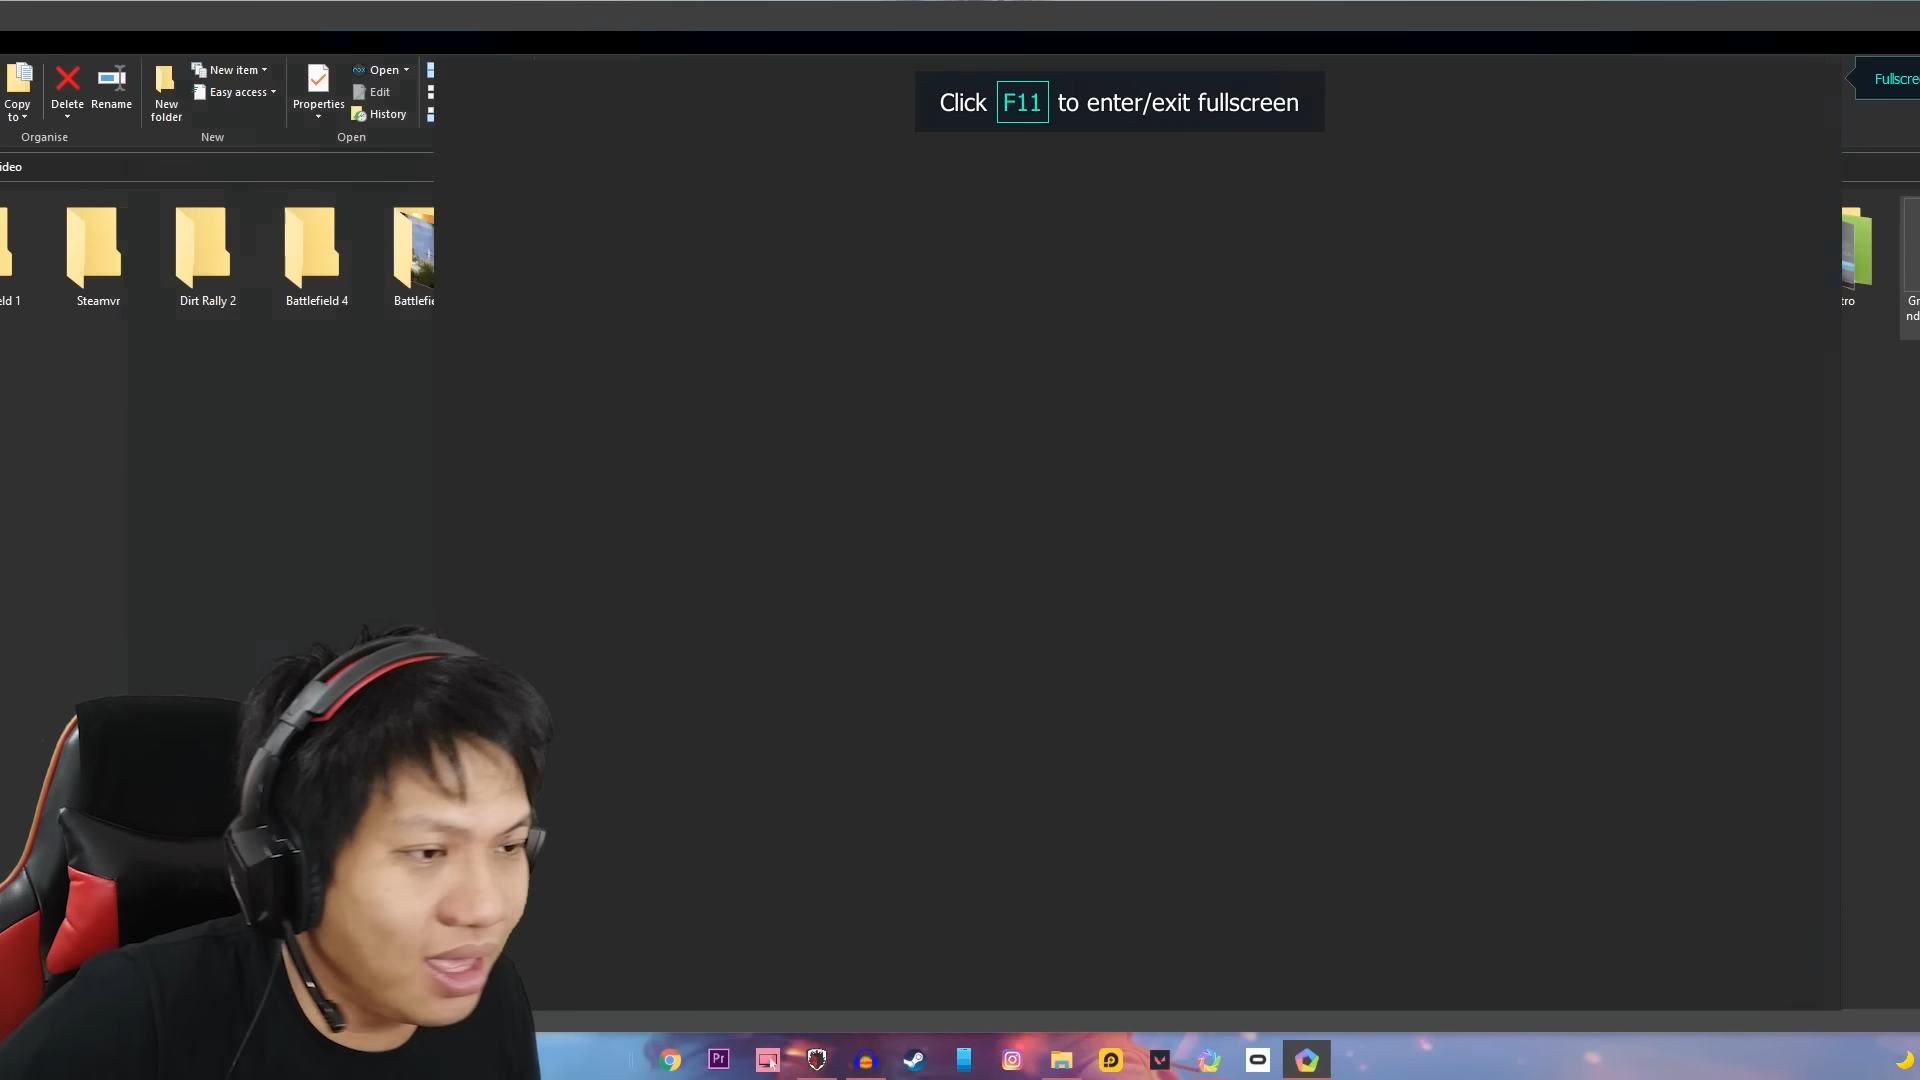 Copy to
Delete
Rename
New folder
New item
Easy access
Properties
Open
Edit
History
Organise
New
Open
Click F11 to enter/exit fullscreen
Steamvr
Dirt Rally 2
Battlefield 4
Pr